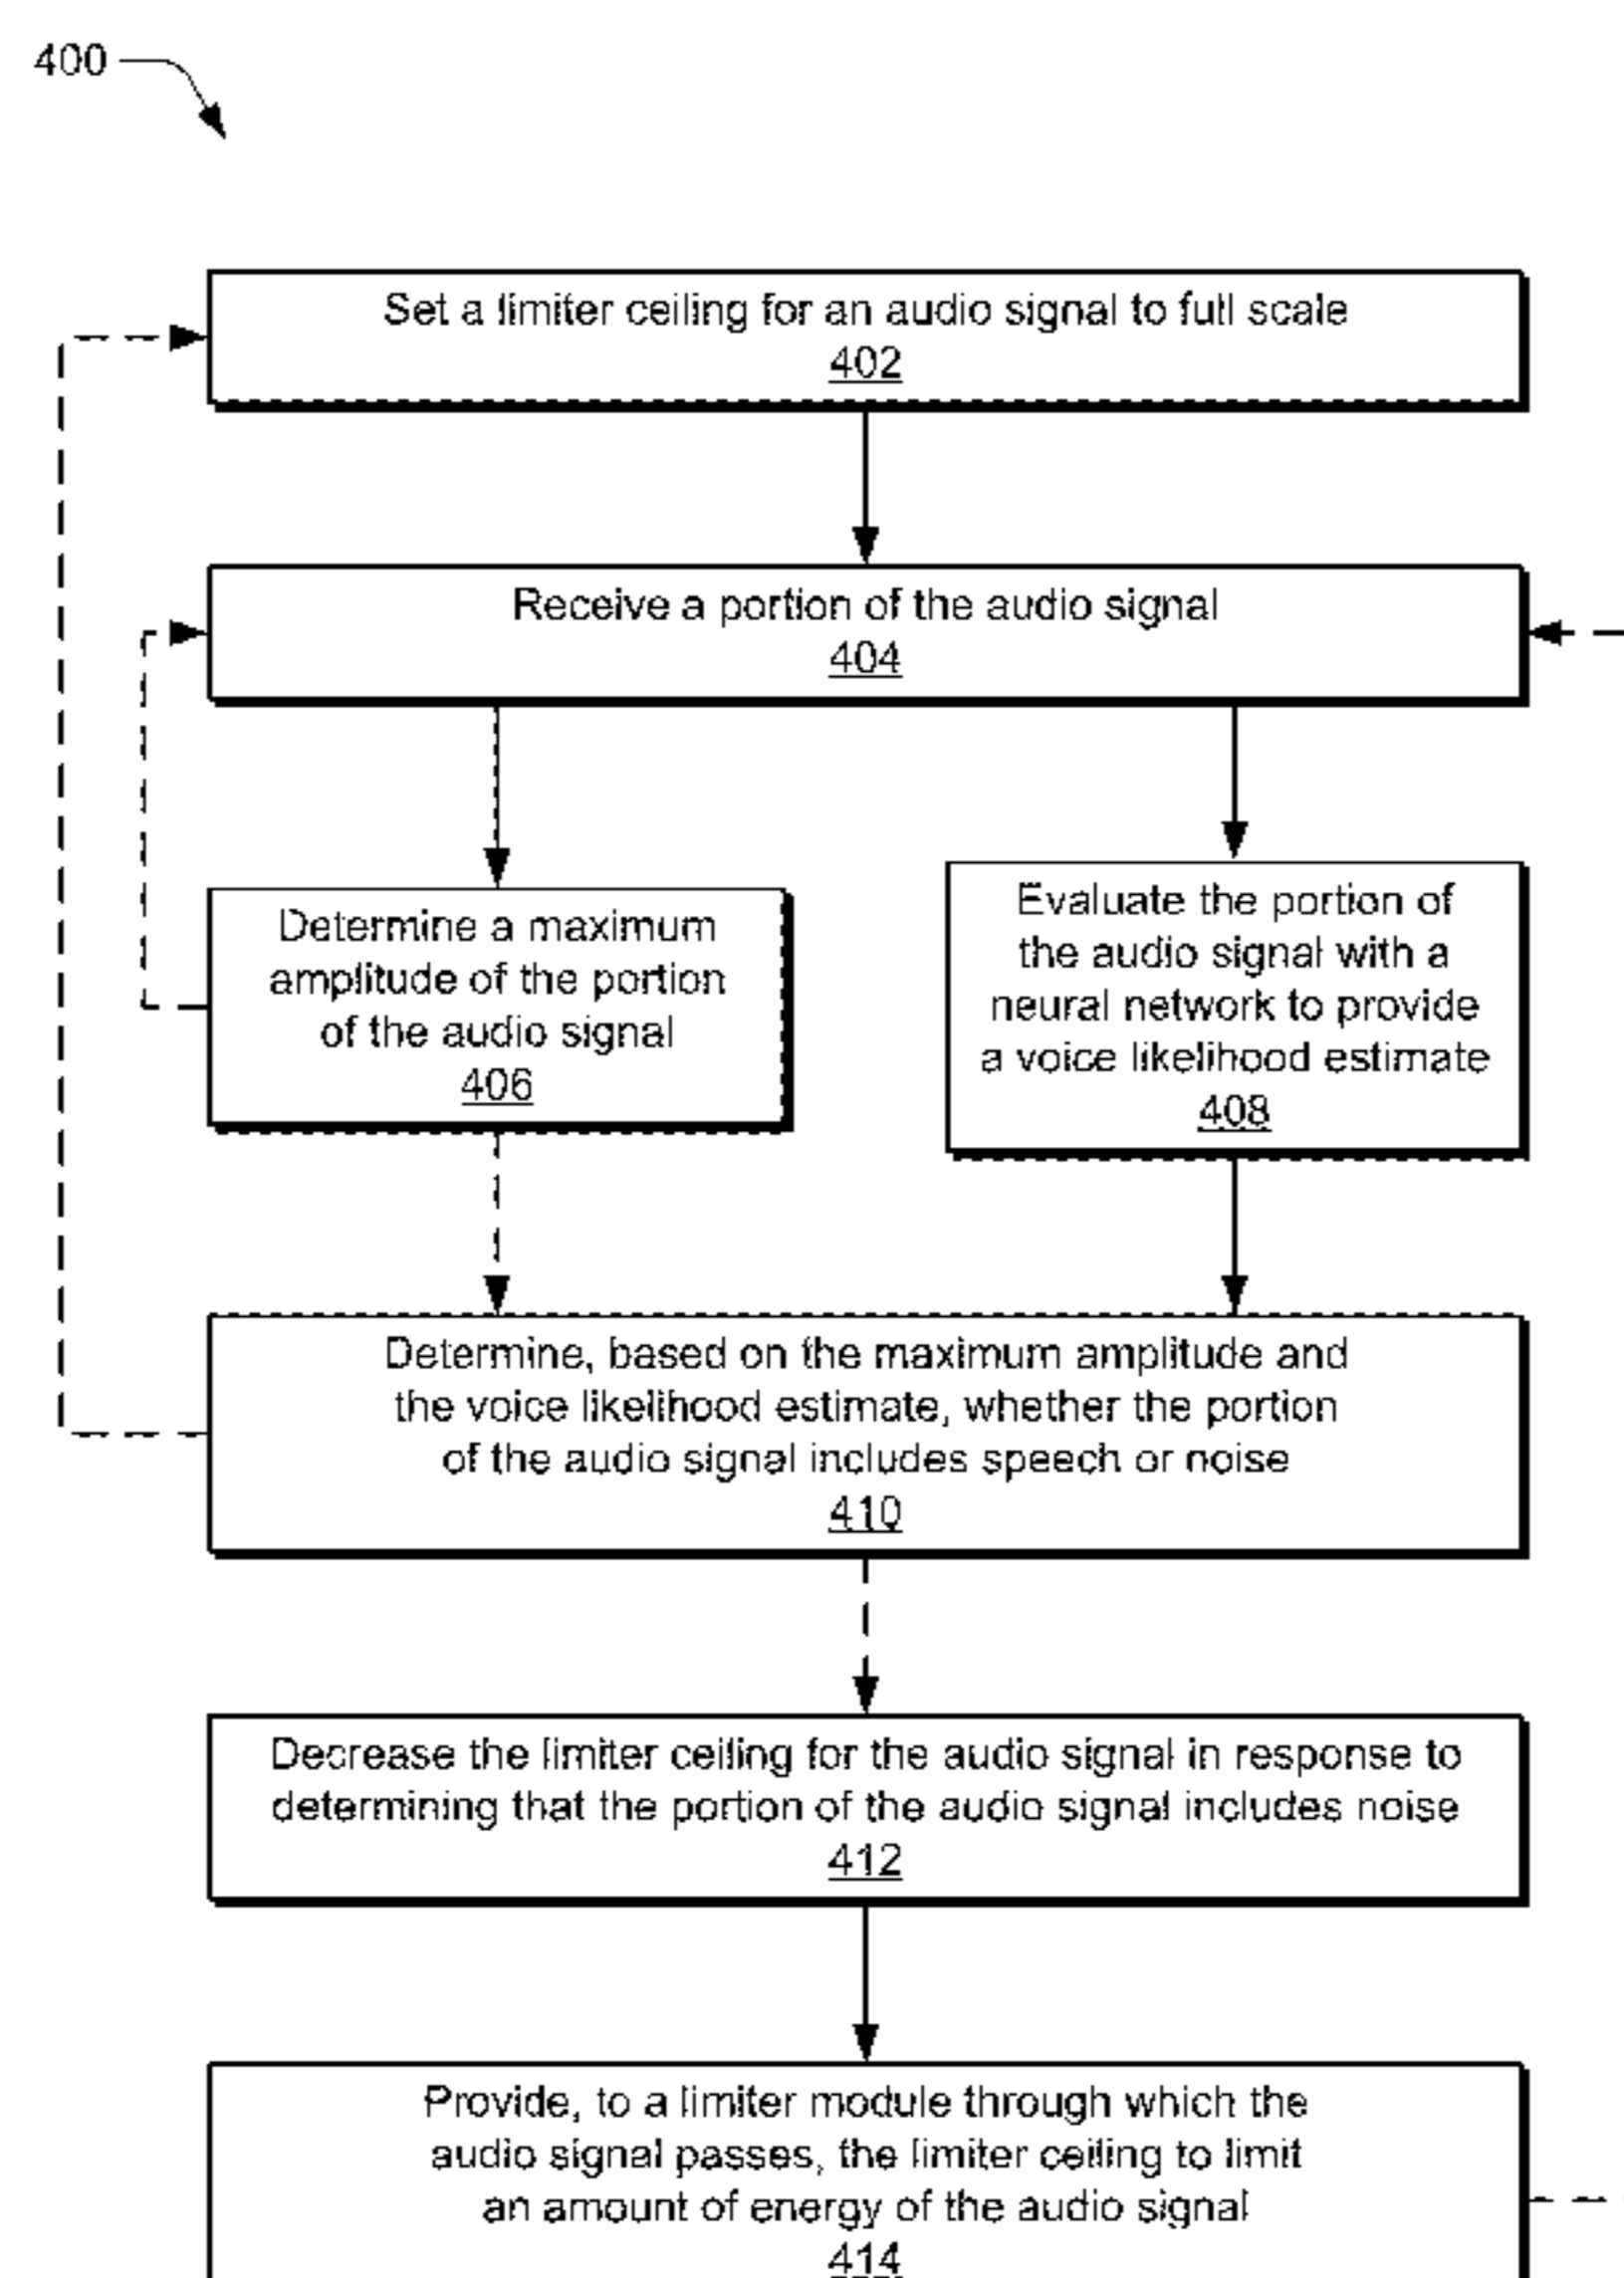 400
Set a limiter ceiling for an audio signal to full scale
402
Receive a portion of the audio signal
404
Determine a maximum
amplitude of the portion
of the audio signal
406
Evaluate the portion of
the audio signal with a
neural network to provide
a voice likelihood estimate
408
Determine, based on the maximum amplitude and
the voice likelihood estimate, whether the portion
of the audio signal includes speech or noise
410
Decrease the limiter ceiling for the audio signal in response to
determining that the portion of the audio signal includes noise
412
Provide, to a limiter module through which the
audio signal passes, the limiter ceiling to limit
an amount of energy of the audio signal
414